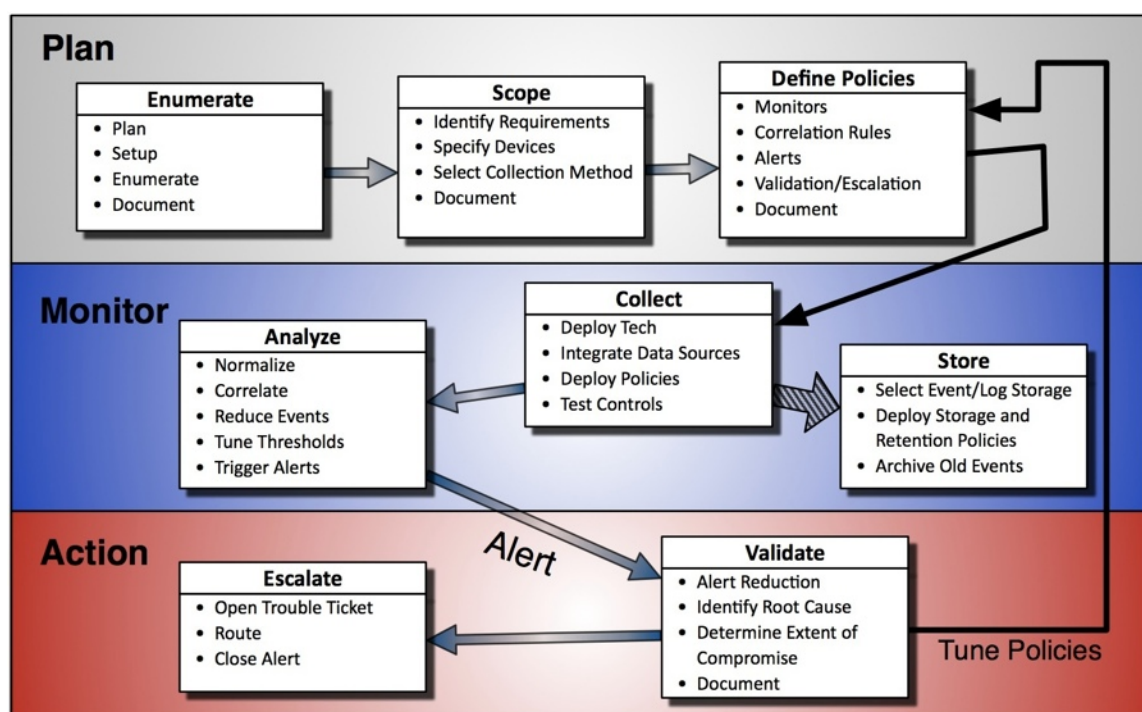 Plan
Enumerate
• Plan
• Setup
• Enumerate
• Document
Scope
• Identify Requirements
• Specify Devices
• Select Collection Method
• Document
Define Policies
• Monitors
• Correlation Rules
• Alerts
• Validation/Escalation
• Document
Monitor
Analyze
• Normalize
• Correlate
• Reduce Events
• Tune Thresholds
• Trigger Alerts
Collect
• Deploy Tech
• Integrate Data Sources
• Deploy Policies
• Test Controls
Store
• Select Event/Log Storage
• Deploy Storage and
Retention Policies
• Archive Old Events
Action
Escalate
• Open Trouble Ticket
• Route
• Close Alert
Alert
Validate
• Alert Reduction
• Identify Root Cause
• Determine Extent of
Compromise
• Document
Tune Policies